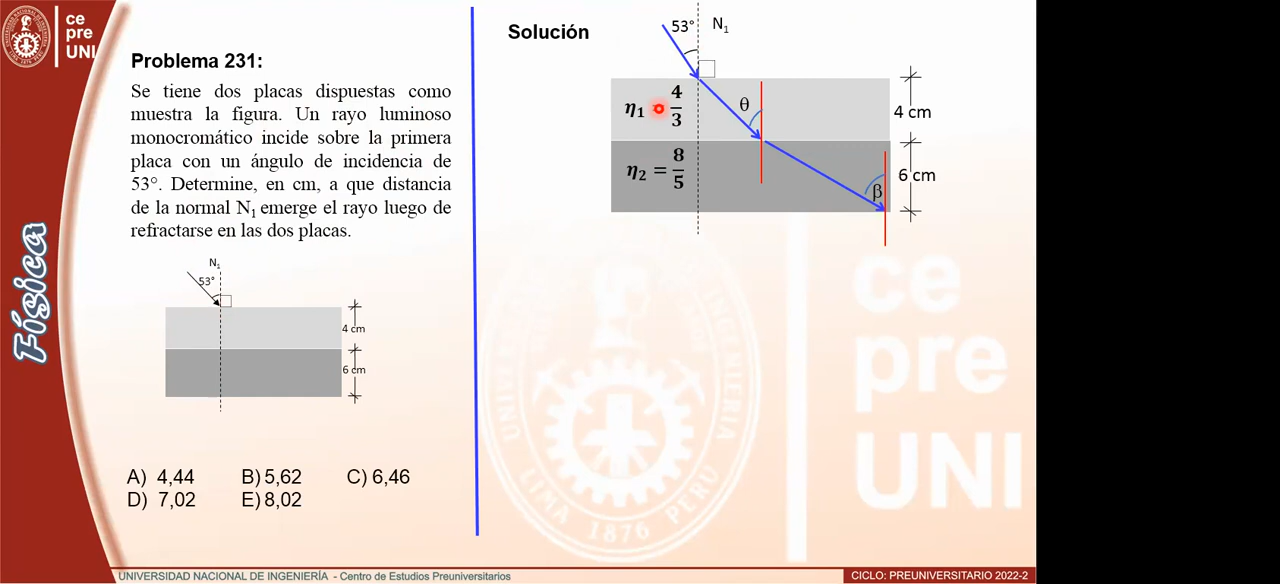 ce
pre
UNI
Problema 231:
Se tiene dos placas dispuestas como
muestra la figura. Un rayo luminoso
monocromático incide sobre la primera
placa con un ángulo de incidencia de
53°. Determine, en cm, a que distancia
de la normal N₁ emerge el rayo luego de
refractarse en las dos placas.
N₁
53°
4 cm
6 cm
A) 4,44 B) 5,62 C) 6,46
D) 7,02 E) 8,02
Física
Solución
53° N₁
η₁ 4/3 θ
4 cm
η₂ = 8/5 β
6 cm
ce
pre
UNI
LIMA 1876 PERU
UNIVERSIDAD NACIONAL DE INGENIERÍA - Centro de Estudios Preuniversitarios
CICLO: PREUNIVERSITARIO 2022-2